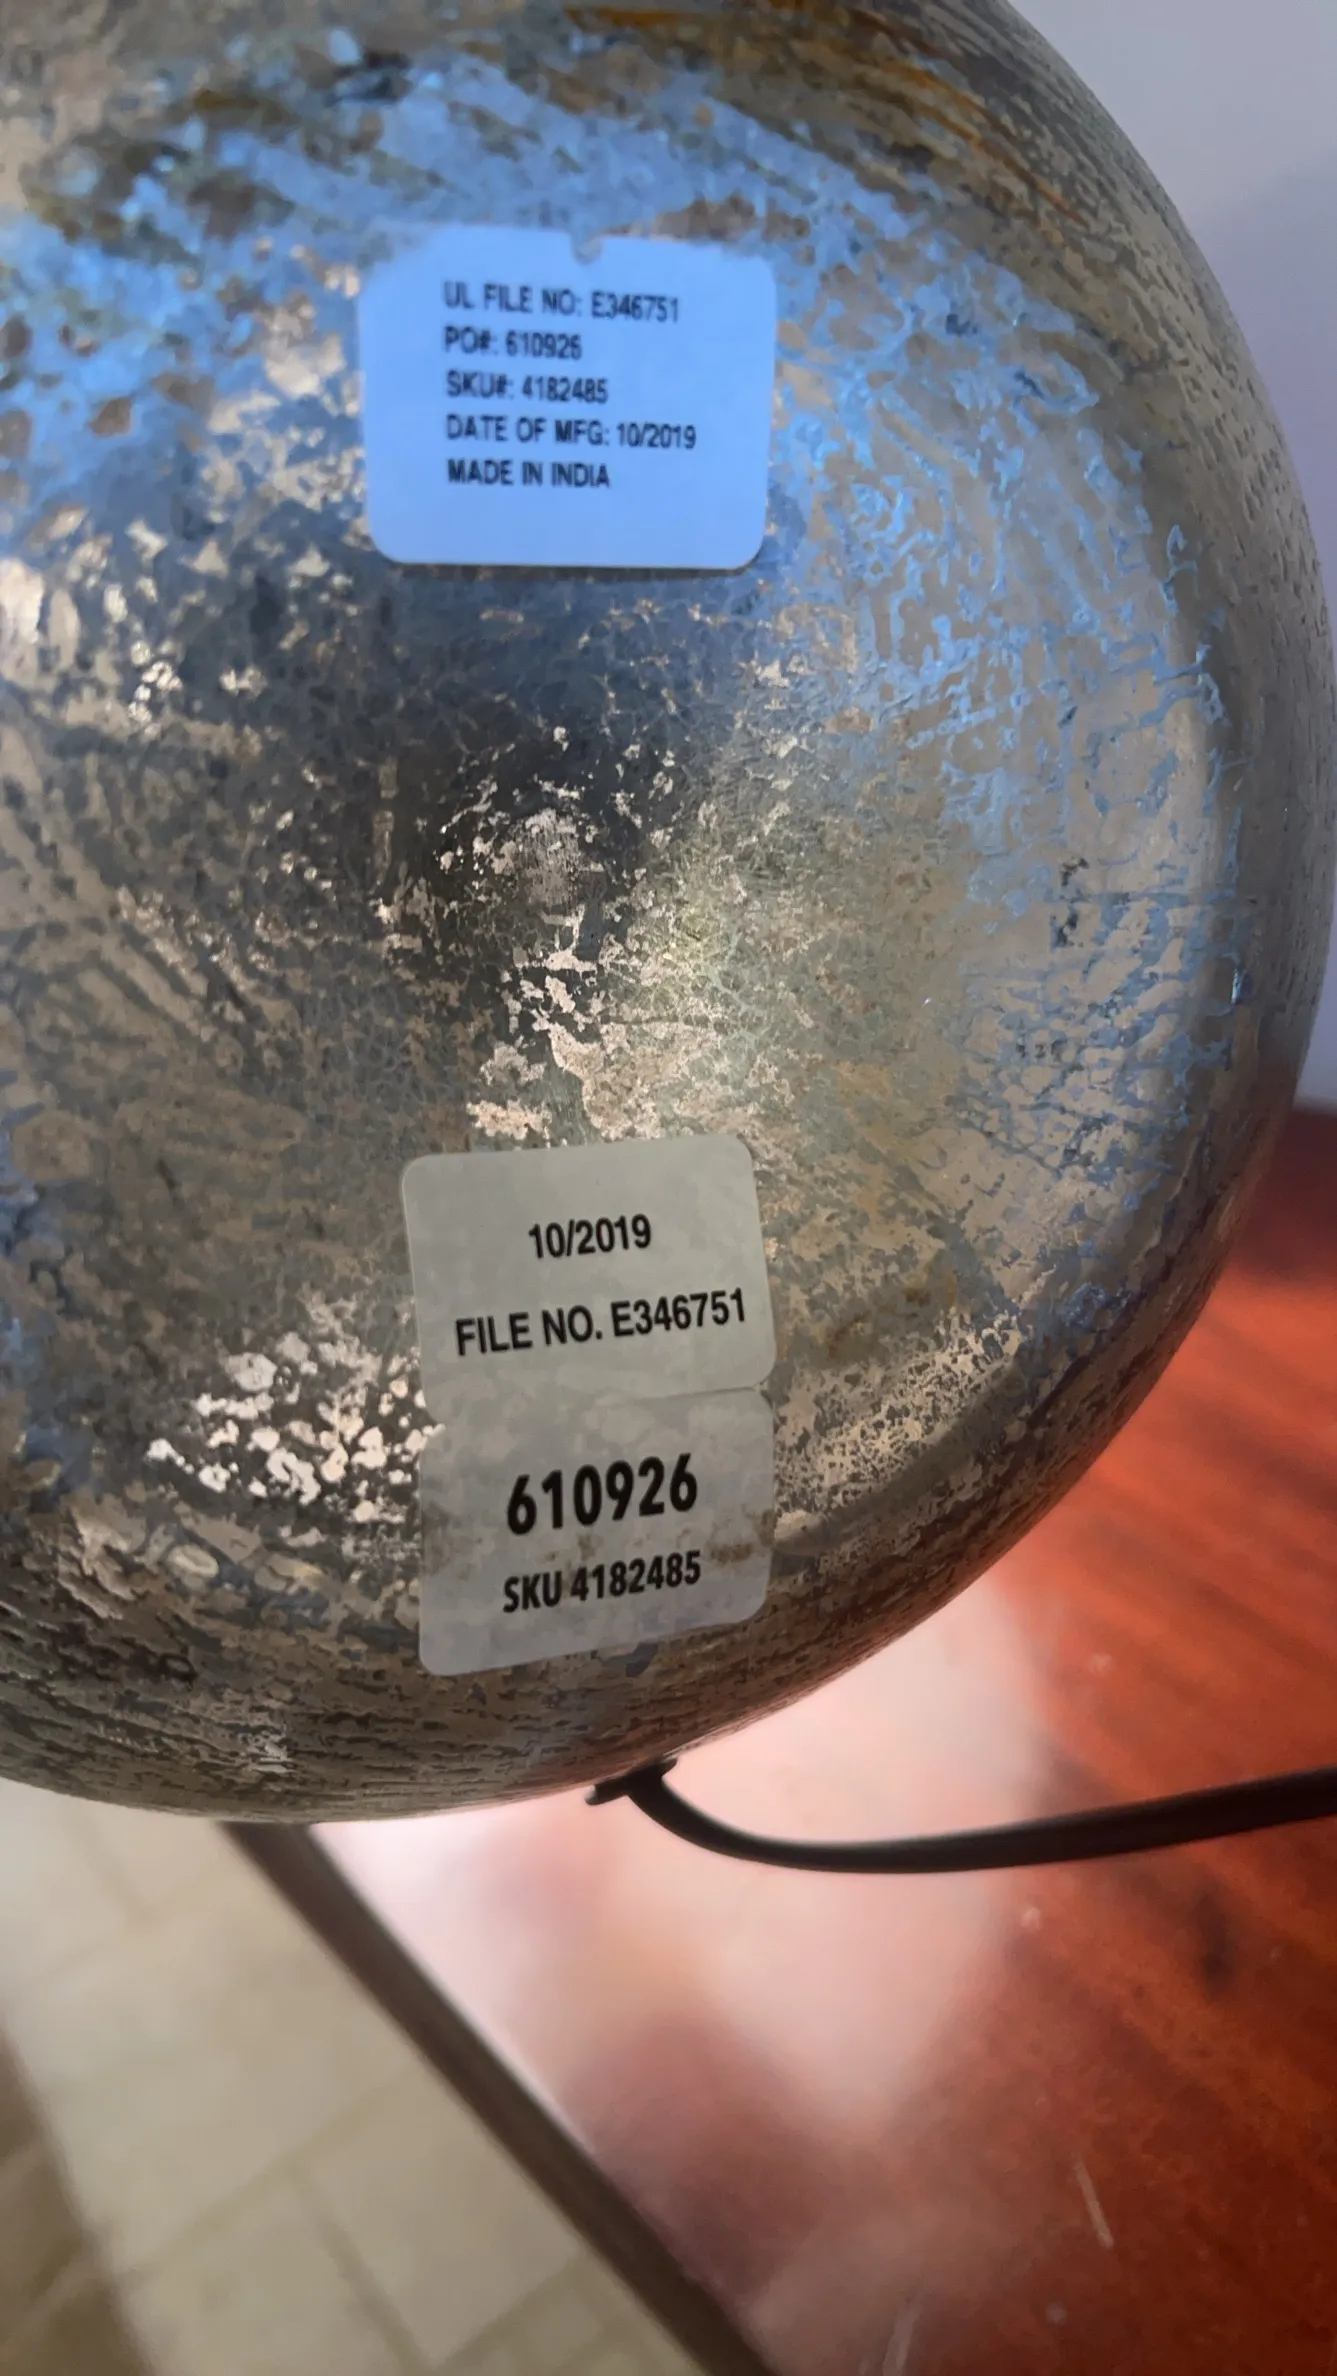 UL FILE NO: E346751
PO#: 610926
SKU#: 4182485
DATE OF MFG: 10/2019
MADE IN INDIA
10/2019
FILE NO. E346751
610926
SKU 4182485